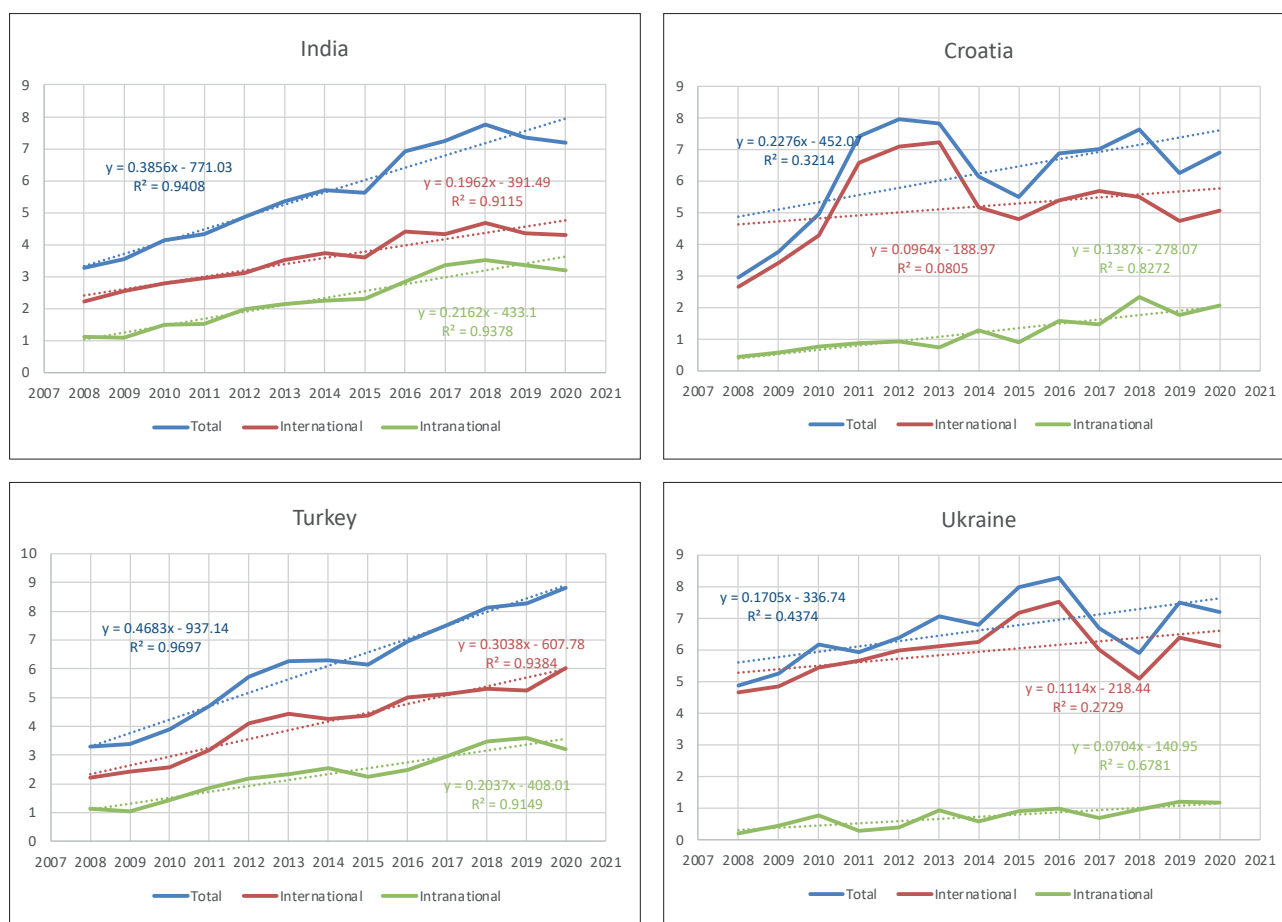 India
9
8
7
6
5
4
3
2
1
0
y = 0.3856x - 771.03
R² = 0.9408
y = 0.1962x - 391.49
R² = 0.9115
y = 0.2162x - 433.1
R² = 0.9378
2007 2008 2009 2010 2011 2012 2013 2014 2015 2016 2017 2018 2019 2020 2021
Total International Intranational
Croatia
9
8
7
6
5
4
3
2
1
0
y = 0.2276x - 452.07
R² = 0.3214
y = 0.0964x - 188.97
R² = 0.0805
y = 0.1387x - 278.07
R² = 0.8272
2007 2008 2009 2010 2011 2012 2013 2014 2015 2016 2017 2018 2019 2020 2021
Total International Intranational
Turkey
10
9
8
7
6
5
4
3
2
1
0
y = 0.4683x - 937.14
R² = 0.9697
y = 0.3038x - 607.78
R² = 0.9384
y = 0.2037x - 408.01
R² = 0.9149
2007 2008 2009 2010 2011 2012 2013 2014 2015 2016 2017 2018 2019 2020 2021
Total International Intranational
Ukraine
9
8
7
6
5
4
3
2
1
0
y = 0.1705x - 336.74
R² = 0.4374
y = 0.1114x - 218.44
R² = 0.2729
y = 0.0704x - 140.95
R² = 0.6781
2007 2008 2009 2010 2011 2012 2013 2014 2015 2016 2017 2018 2019 2020 2021
Total International Intranational